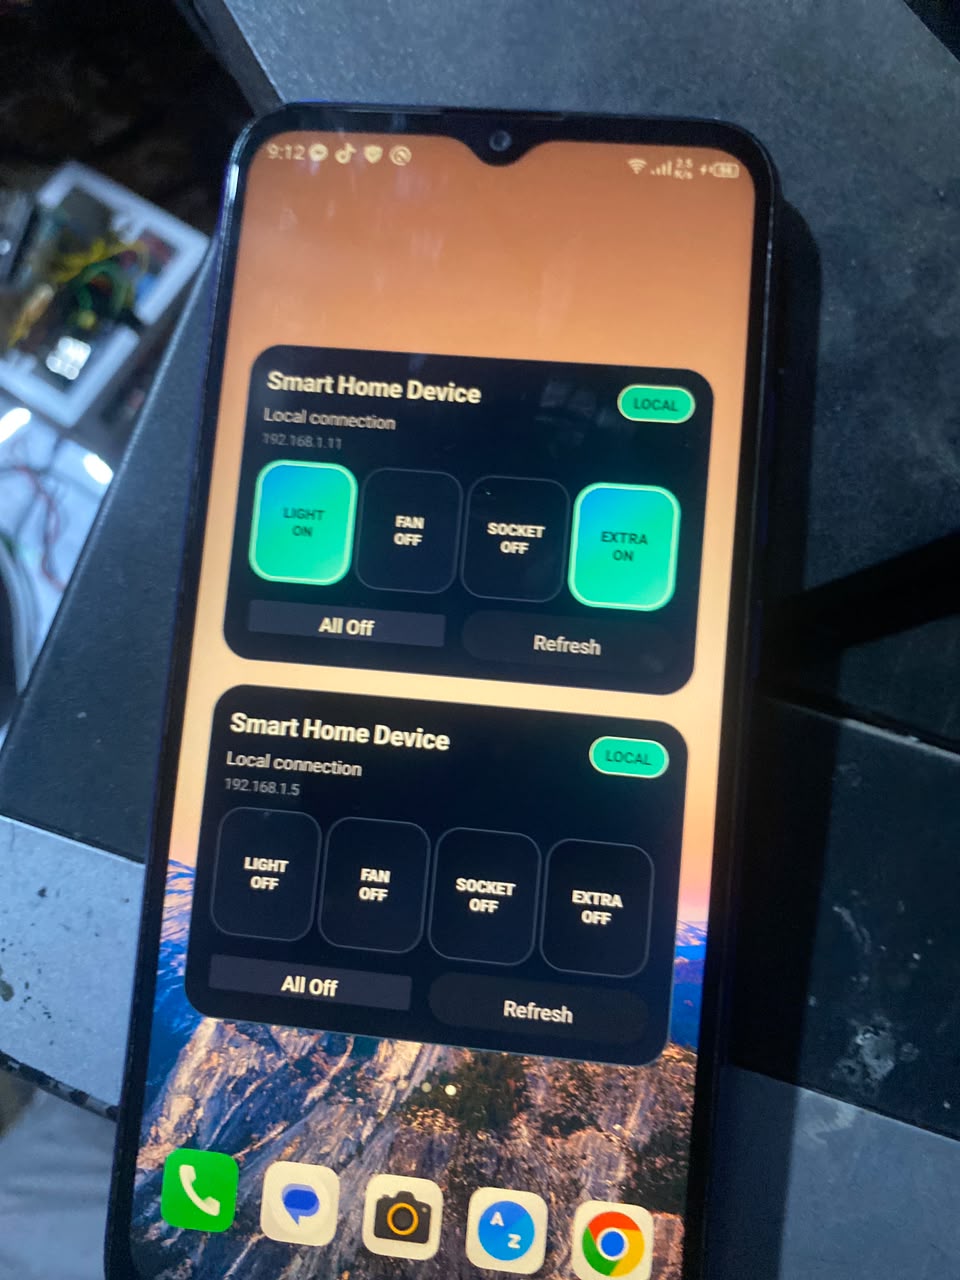 9:12
2.5
K/s
Smart Home Device
LOCAL
Local connection
192.168.1.11
LIGHT
ON
FAN
OFF
SOCKET
OFF
EXTRA
ON
All Off
Refresh
Smart Home Device
LOCAL
Local connection
192.168.1.5
LIGHT
OFF
FAN
OFF
SOCKET
OFF
EXTRA
OFF
All Off
Refresh
A
Z